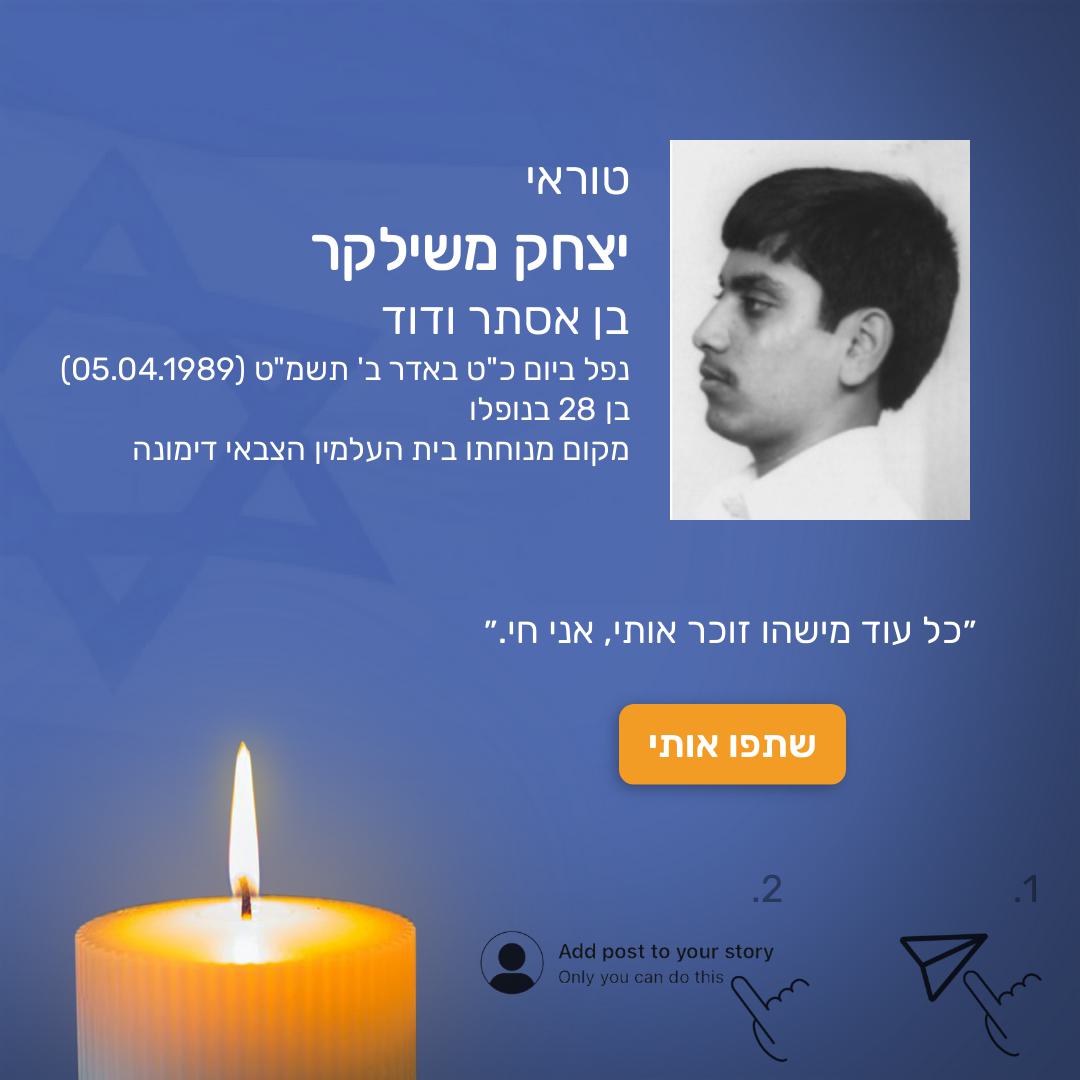 טוראי
יצחק משילקר
בן אסתר ודוד
נפל ביום כ"ט באדר ב' תשמ"ט (05.04.1989)
בן 28 בנופלו
מקום מנוחתו בית העלמין הצבאי דימונה
״כל עוד מישהו זוכר אותי, אני חי.״
שתפו אותי
1.
2.
Add post to your story
Only you can do this